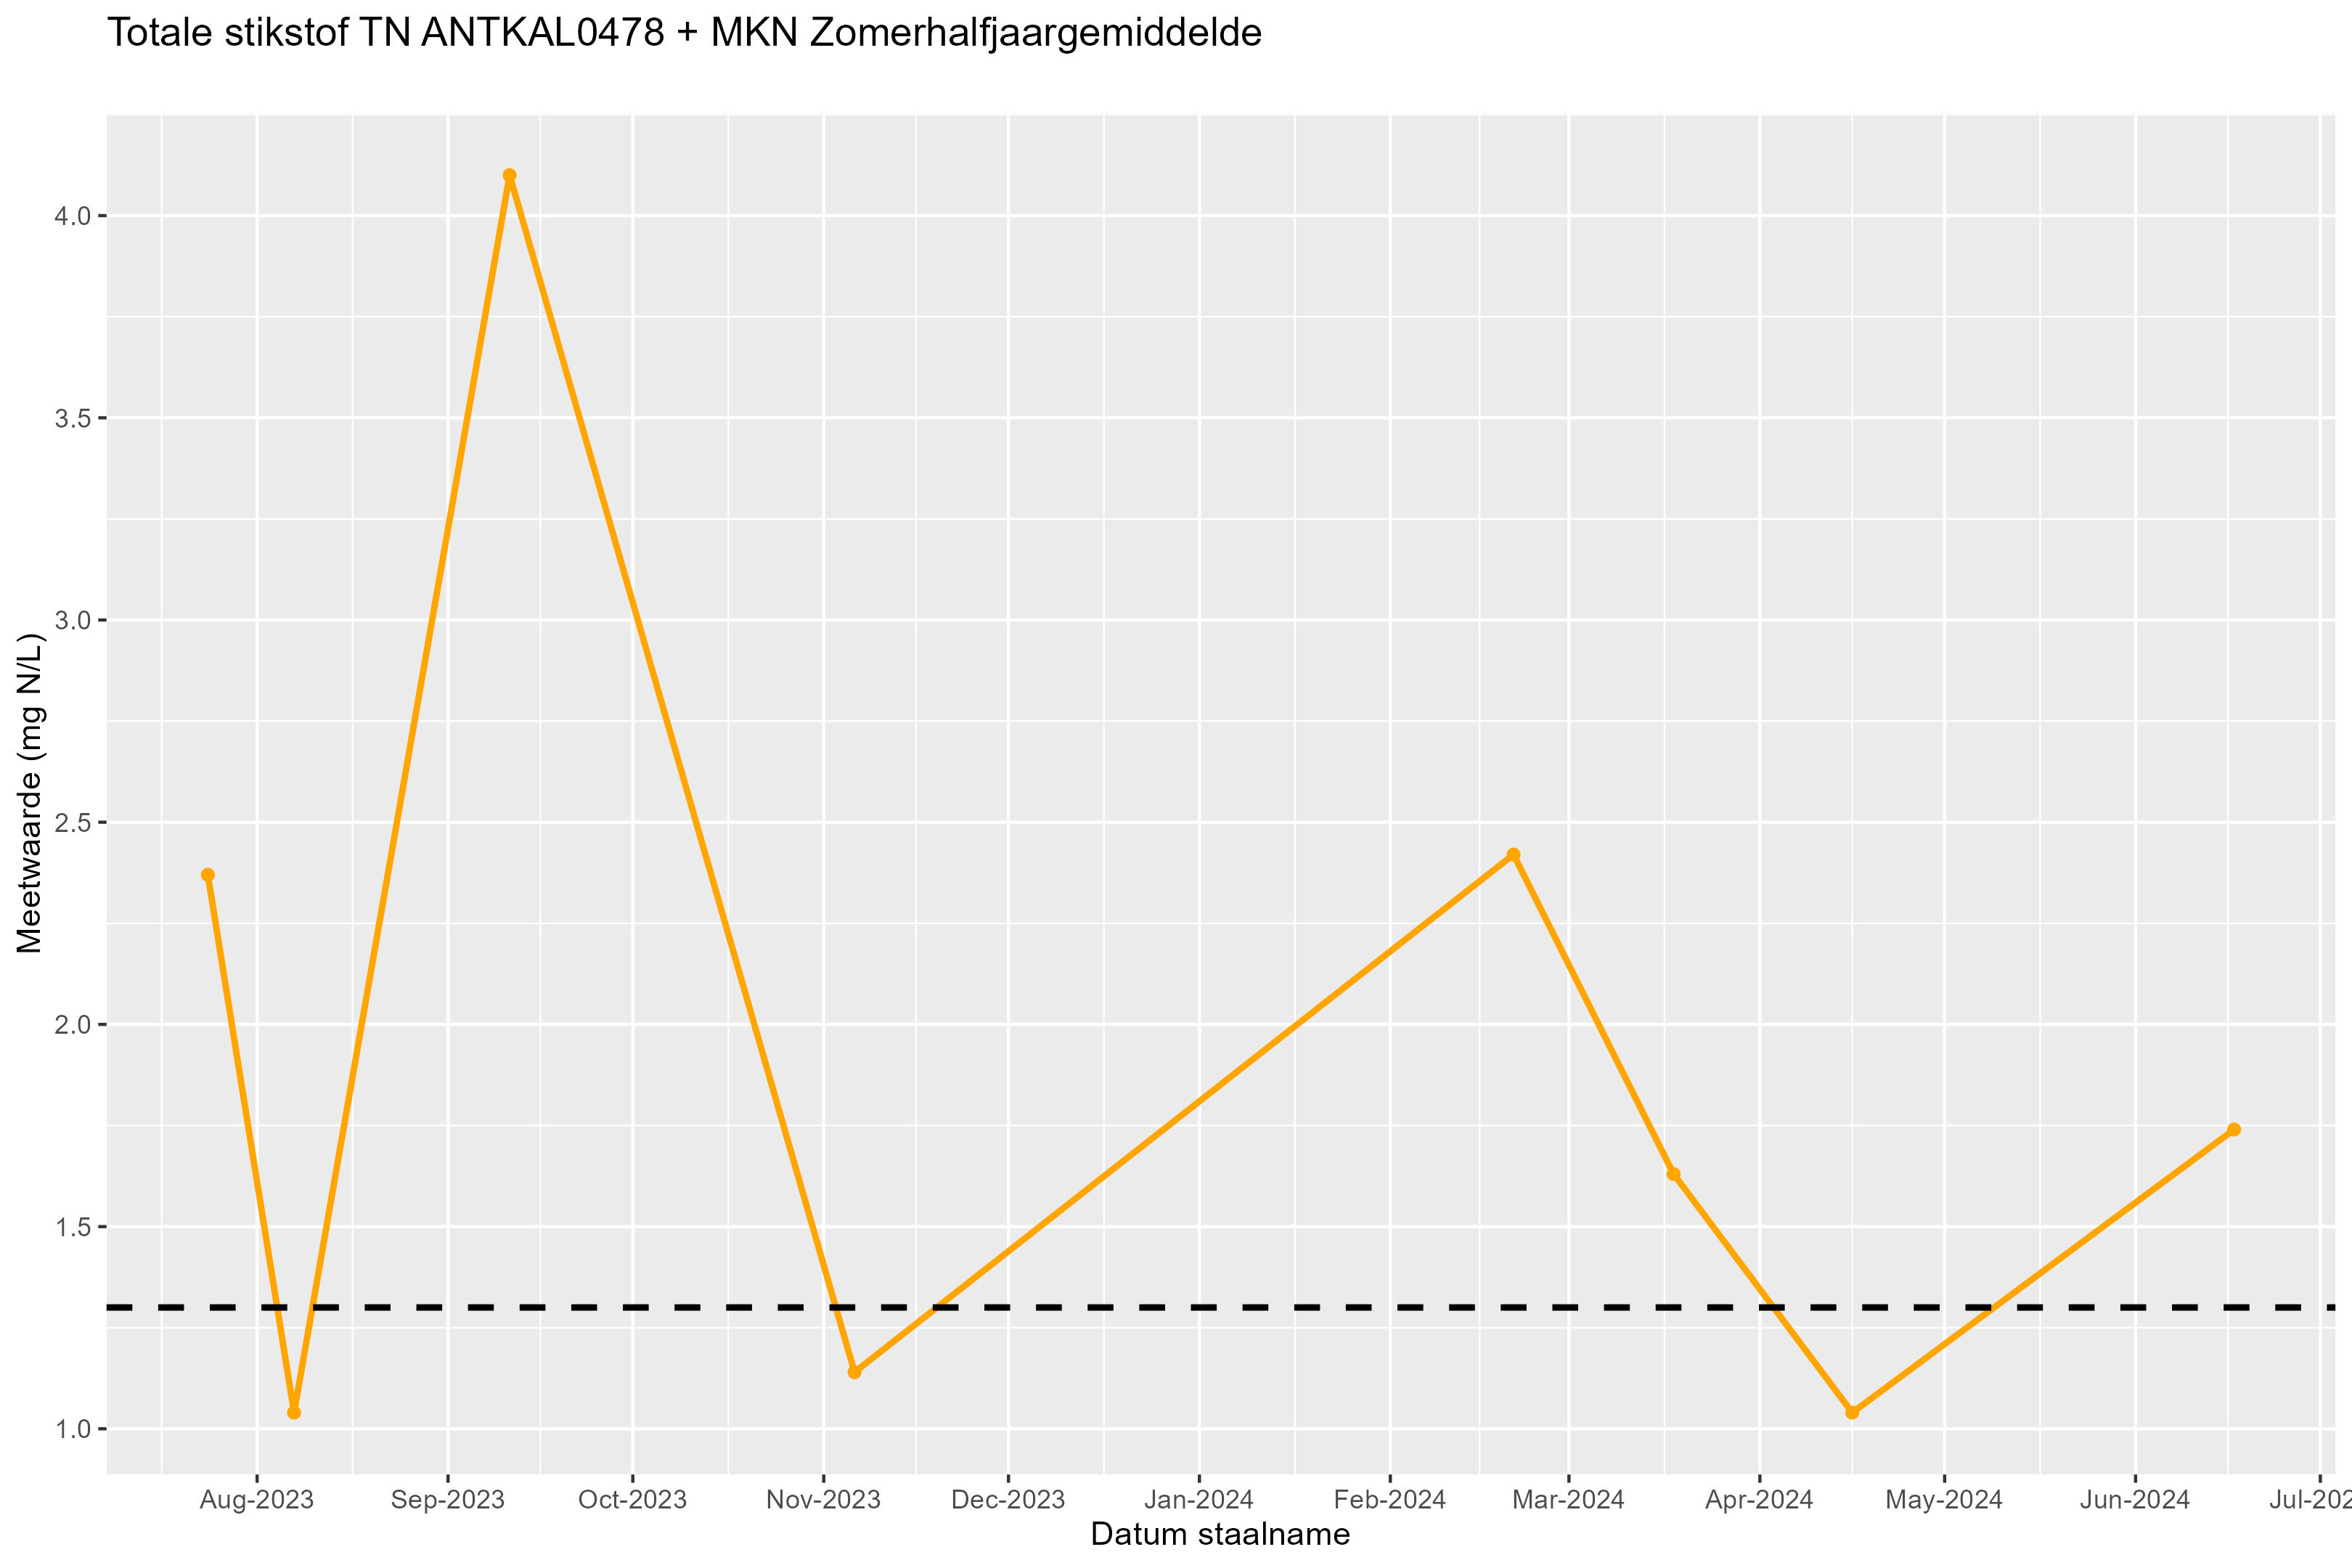 Totale stikstof TN ANTKAL0478 + MKN Zomerhalfjaargemiddelde
Meetwaarde (mg N/L)
4.0
3.5
3.0
2.5
2.0
1.5
1.0
Aug-2023 Sep-2023 Oct-2023 Nov-2023 Dec-2023 Jan-2024 Feb-2024 Mar-2024 Apr-2024 May-2024 Jun-2024 Jul-202
Datum staalname